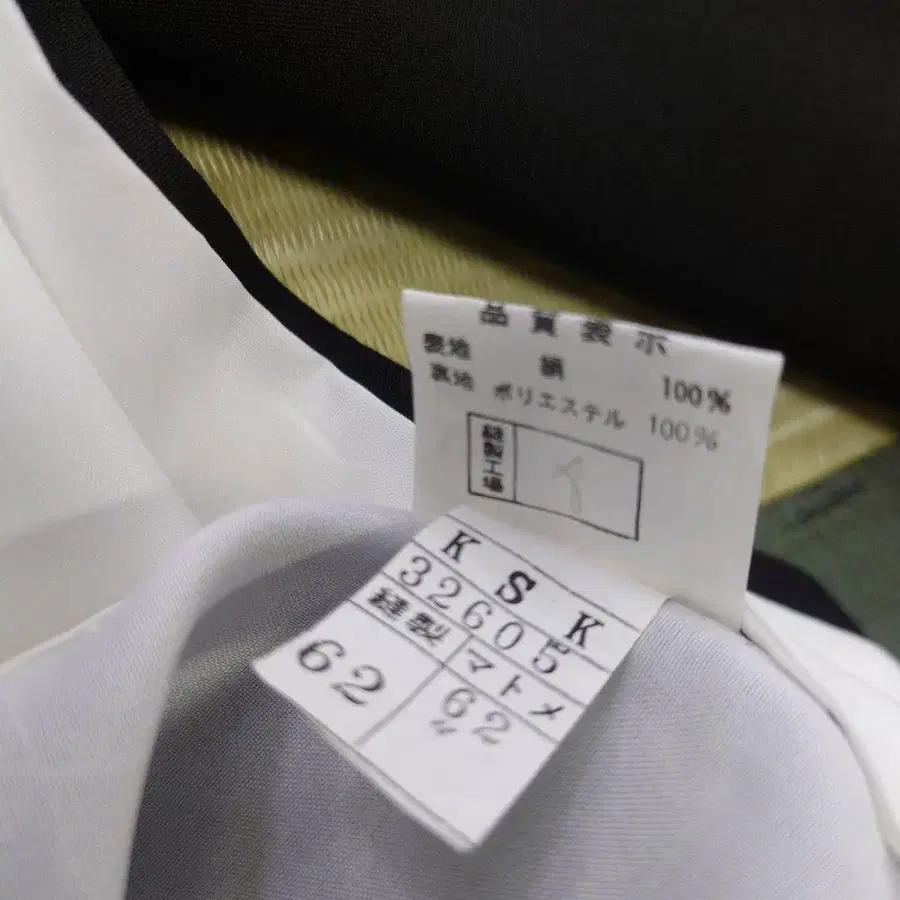 品質表示
表地 絹 100%
裏地 ポリエステル 100%
縫製工場
KSK
32605
縫製 マトメ
62 〃62